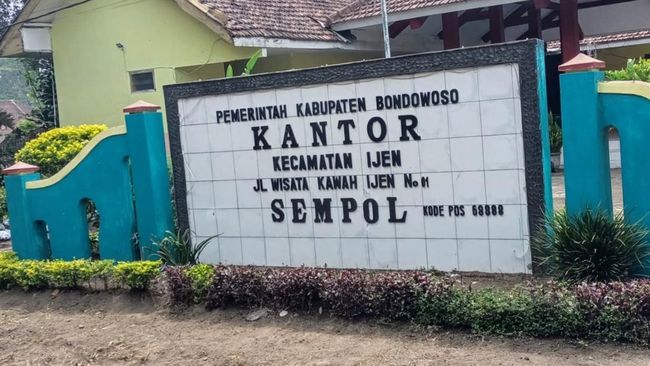 PEMERINTAH KABUPATEN BONDOWOSO
KANTOR
KECAMATAN IJEN
JL WISATA KAWAH IJEN No 01
SEMPOL KODE POS 68888